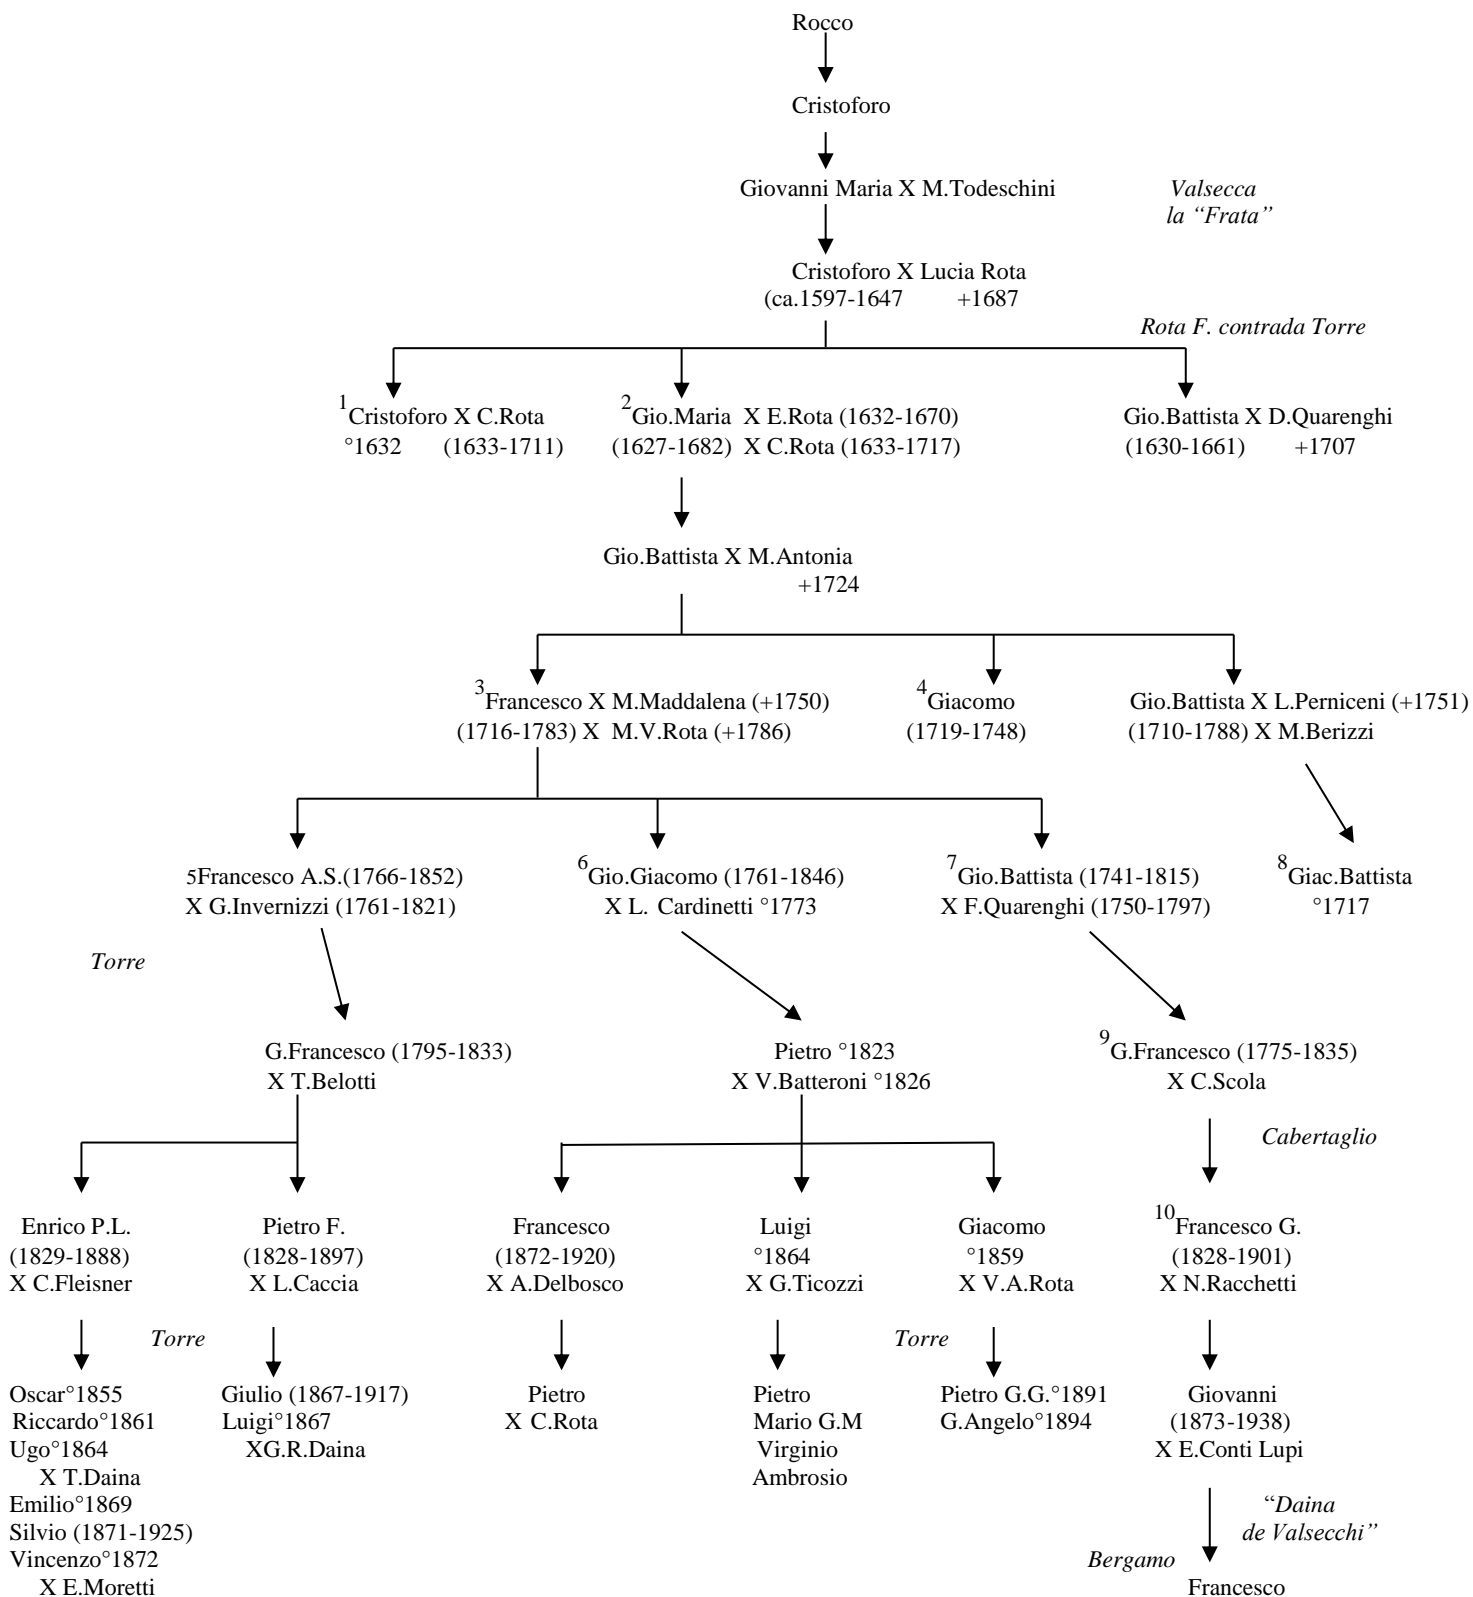 Rocco
Cristoforo
Giovanni Maria X M.Todeschini
Valsecca
la “Frata”
Cristoforo X Lucia Rota
(ca.1597-1647 +1687
Rota F. contrada Torre
1Cristoforo X C.Rota
°1632 (1633-1711)
2Gio.Maria X E.Rota (1632-1670)
(1627-1682) X C.Rota (1633-1717)
Gio.Battista X D.Quarenghi
(1630-1661) +1707
Gio.Battista X M.Antonia
+1724
3Francesco X M.Maddalena (+1750)
(1716-1783) X M.V.Rota (+1786)
4Giacomo
(1719-1748)
Gio.Battista X L.Perniceni (+1751)
(1710-1788) X M.Berizzi
5Francesco A.S.(1766-1852)
X G.Invernizzi (1761-1821)
6Gio.Giacomo (1761-1846)
X L. Cardinetti °1773
7Gio.Battista (1741-1815)
X F.Quarenghi (1750-1797)
8Giac.Battista
°1717
Torre
G.Francesco (1795-1833)
X T.Belotti
Pietro °1823
X V.Batteroni °1826
9G.Francesco (1775-1835)
X C.Scola
Cabertaglio
Enrico P.L.
(1829-1888)
X C.Fleisner
Pietro F.
(1828-1897)
X L.Caccia
Francesco
(1872-1920)
X A.Delbosco
Luigi
°1864
X G.Ticozzi
Giacomo
°1859
X V.A.Rota
10Francesco G.
(1828-1901)
X N.Racchetti
Torre
Torre
Oscar°1855
Riccardo°1861
Ugo°1864
X T.Daina
Emilio°1869
Silvio (1871-1925)
Vincenzo°1872
X E.Moretti
Giulio (1867-1917)
Luigi°1867
XG.R.Daina
Pietro
X C.Rota
Pietro
Mario G.M
Virginio
Ambrosio
Pietro G.G.°1891
G.Angelo°1894
Giovanni
(1873-1938)
X E.Conti Lupi
“Daina
de Valsecchi”
Bergamo
Francesco